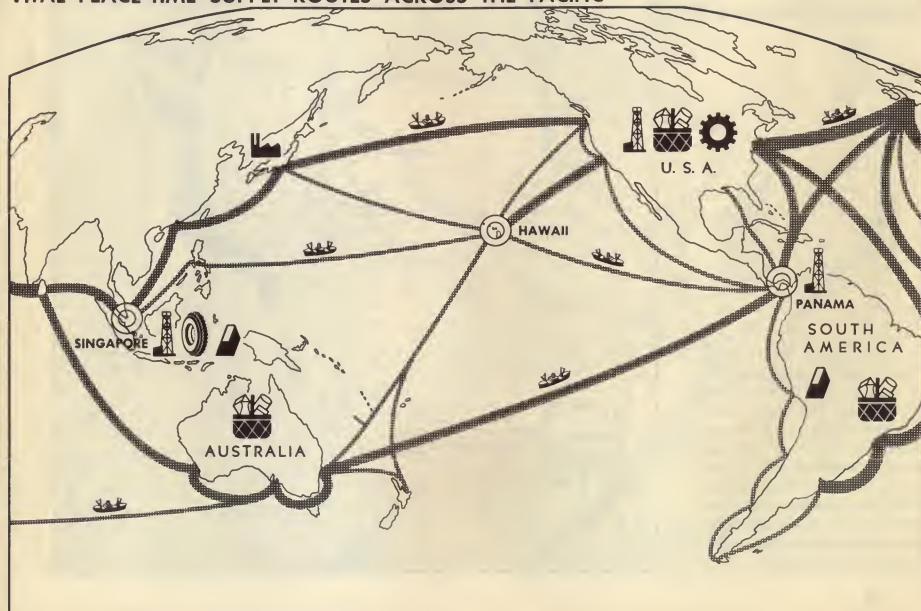 VITAL PEACE-TIME SUPPLY ROUTES ACROSS THE PACIFIC
U. S. A.
HAWAII
PANAMA
SINGAPORE
SOUTH
AMERICA
AUSTRALIA